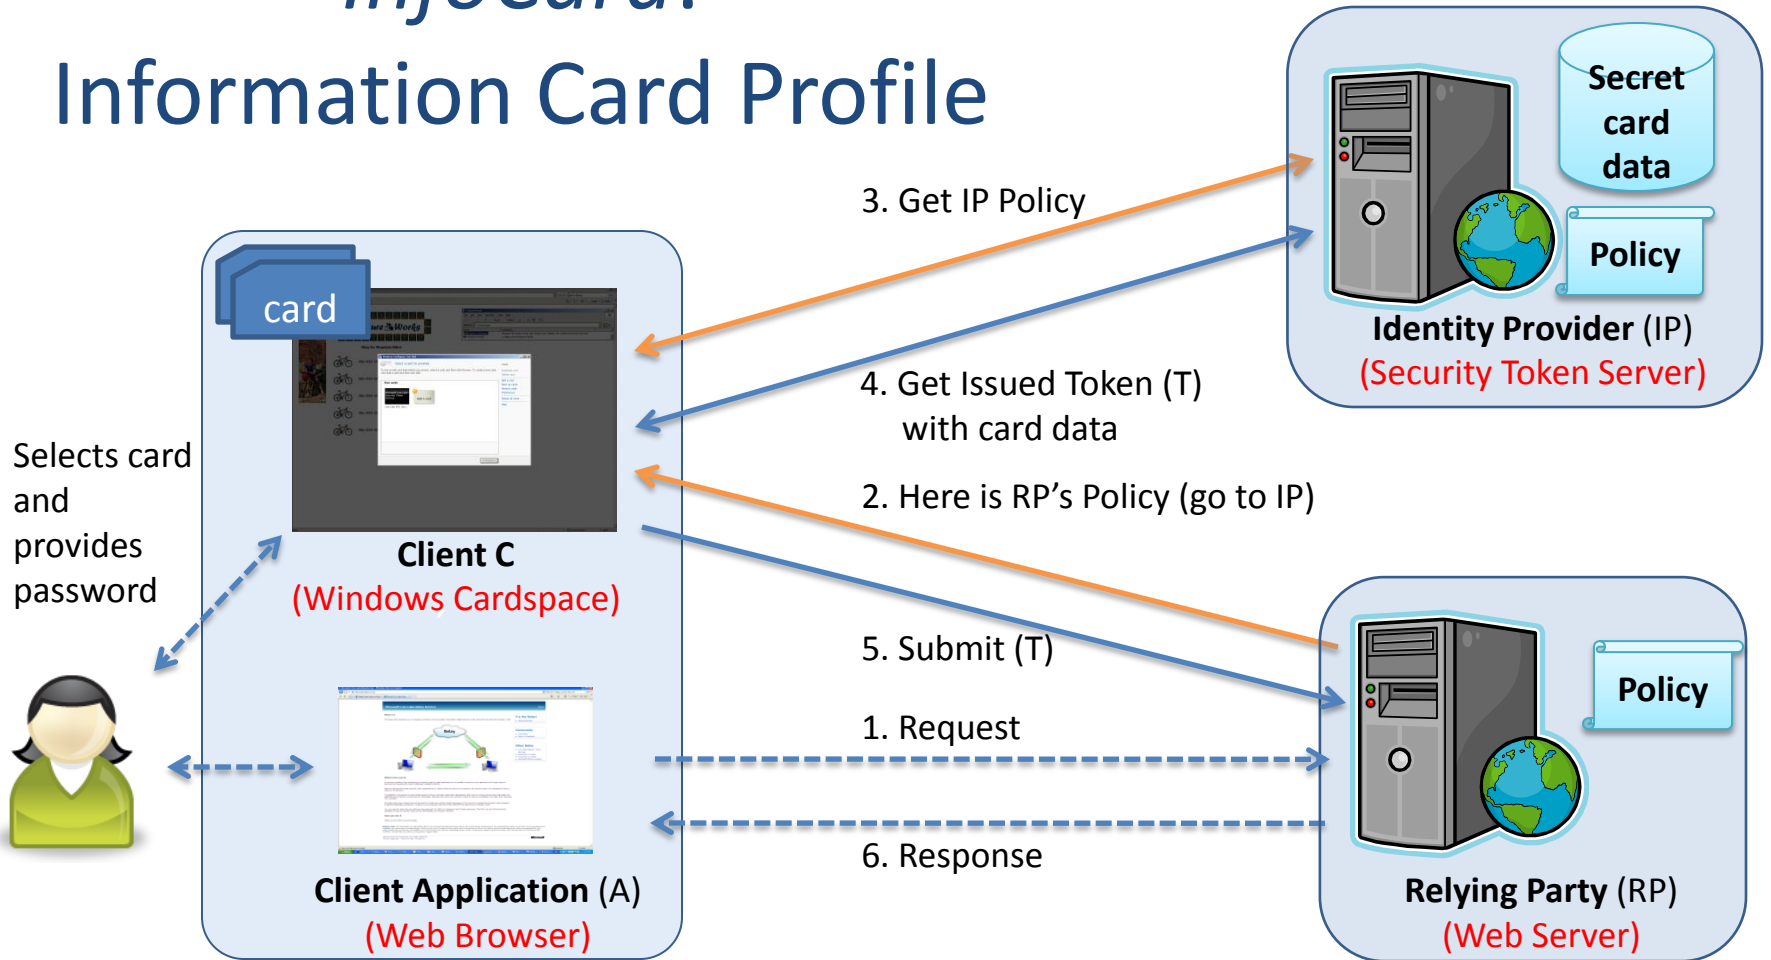 InfoCard:
Information Card Profile
Secret
card
data
3. Get IP Policy
Policy
card
Identity Provider (IP)
(Security Token Server)
4. Get Issued Token (T)
with card data
Selects card
and
provides
password
2. Here is RP’s Policy (go to IP)
Client C
(Windows Cardspace)
5. Submit (T)
Policy
1. Request
6. Response
Client Application (A)
(Web Browser)
Relying Party (RP)
(Web Server)